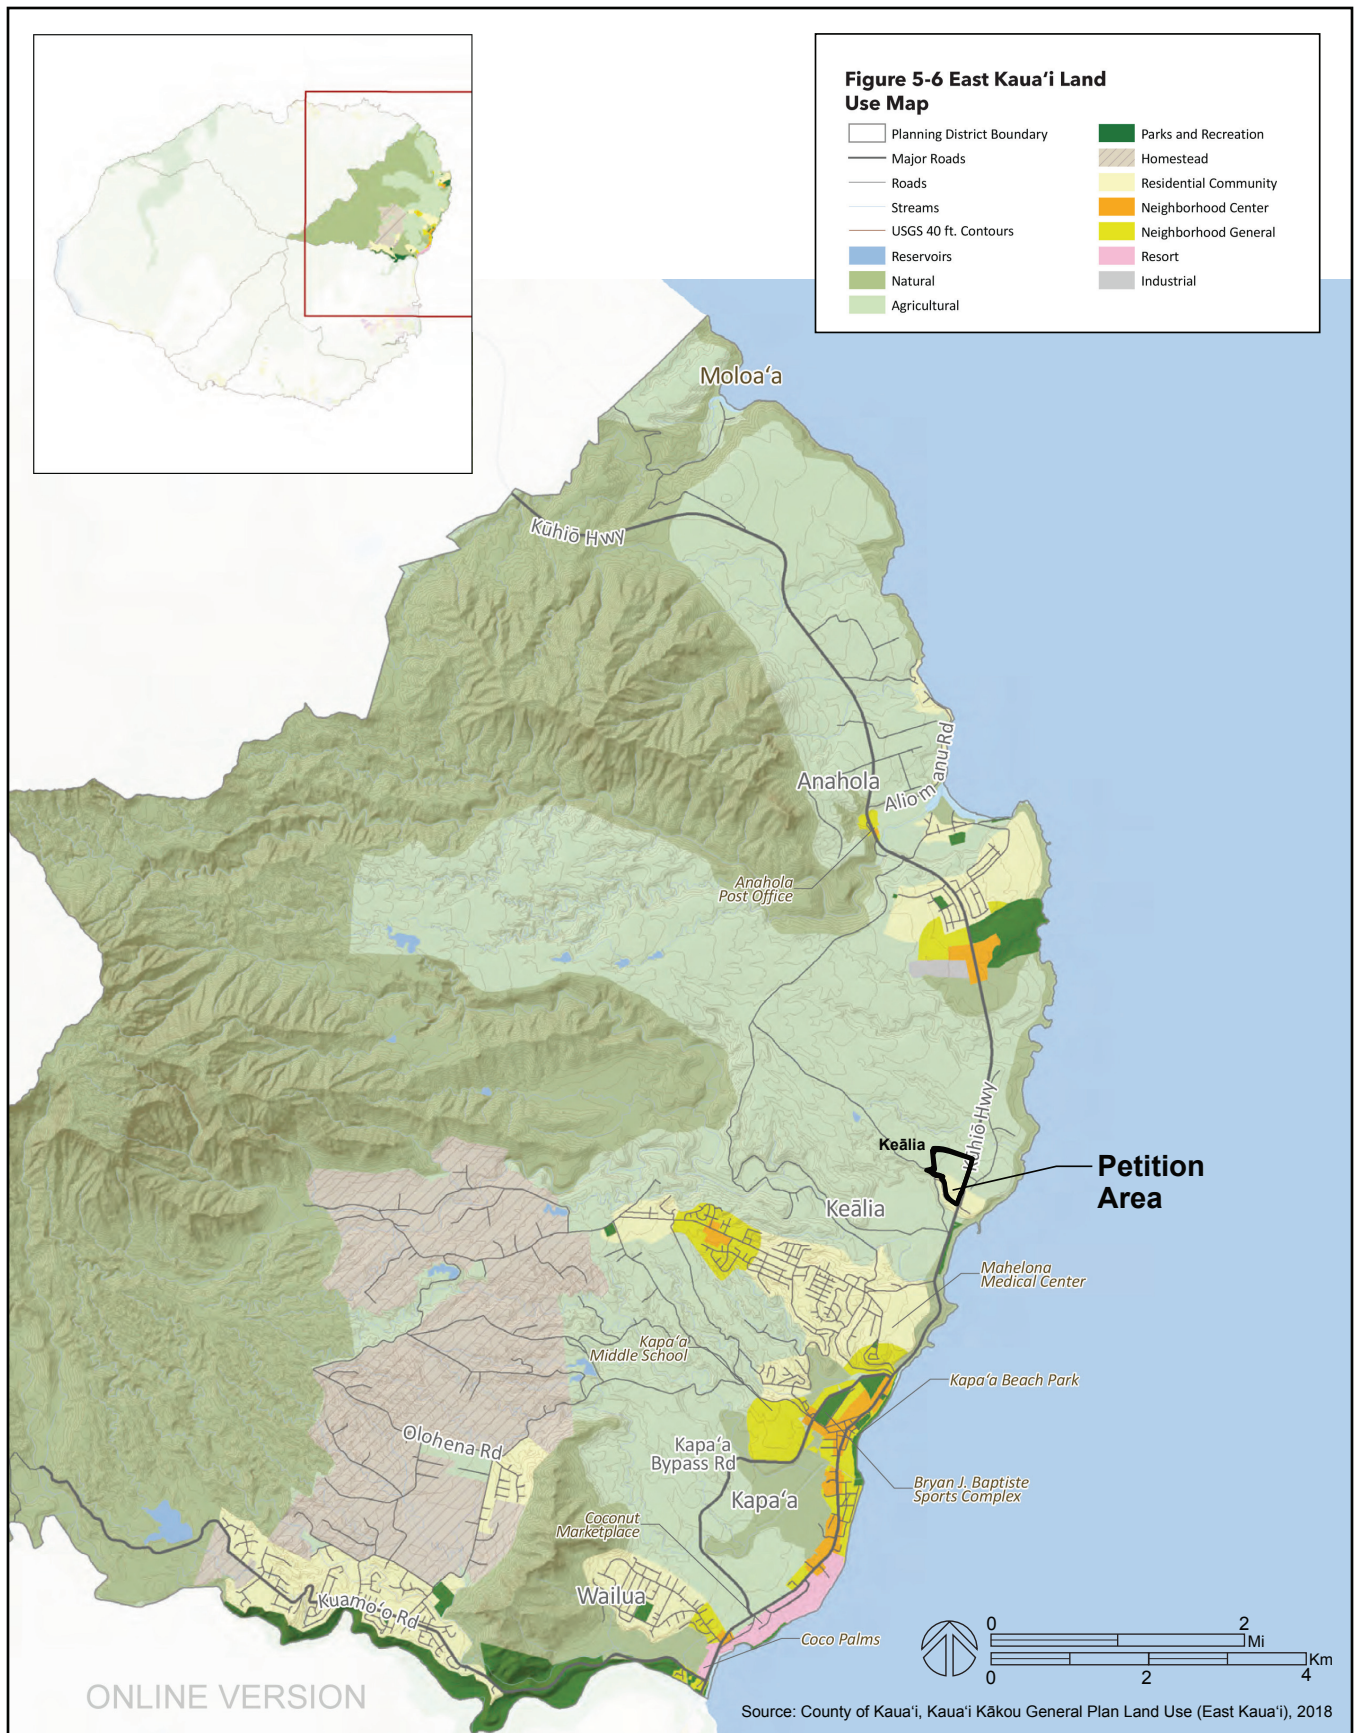 Figure 5-6 East Kauaʻi Land
Use Map
Planning District Boundary
Major Roads
Roads
Streams
USGS 40 ft. Contours
Reservoirs
Natural
Agricultural
Parks and Recreation
Homestead
Residential Community
Neighborhood Center
Neighborhood General
Resort
Industrial
Moloaʻa
Kūhiō Hwy
Anahola
Aliomanu Rd
Anahola
Post Office
Kūhiō Hwy
Keālia
Petition
Area
Keālia
Mahelona
Medical Center
Kapaʻa
Middle School
Kapaʻa Beach Park
Olohena Rd
Kapaʻa
Bypass Rd
Kapaʻa
Bryan J. Baptiste
Sports Complex
Coconut
Marketplace
Wailua
Kuamoʻo Rd
Coco Palms
0 2
Mi
Km
0 2 4
ONLINE VERSION
Source: County of Kauaʻi, Kauaʻi Kākou General Plan Land Use (East Kauaʻi), 2018